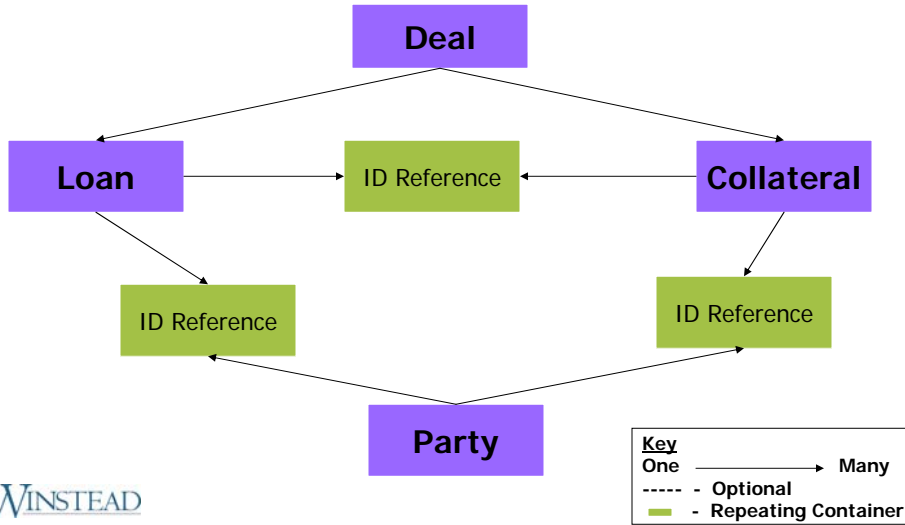 Deal
Loan
ID Reference
Collateral
ID Reference
ID Reference
Party
Key
One Many
----- - Optional
- Repeating Container
WINSTEAD